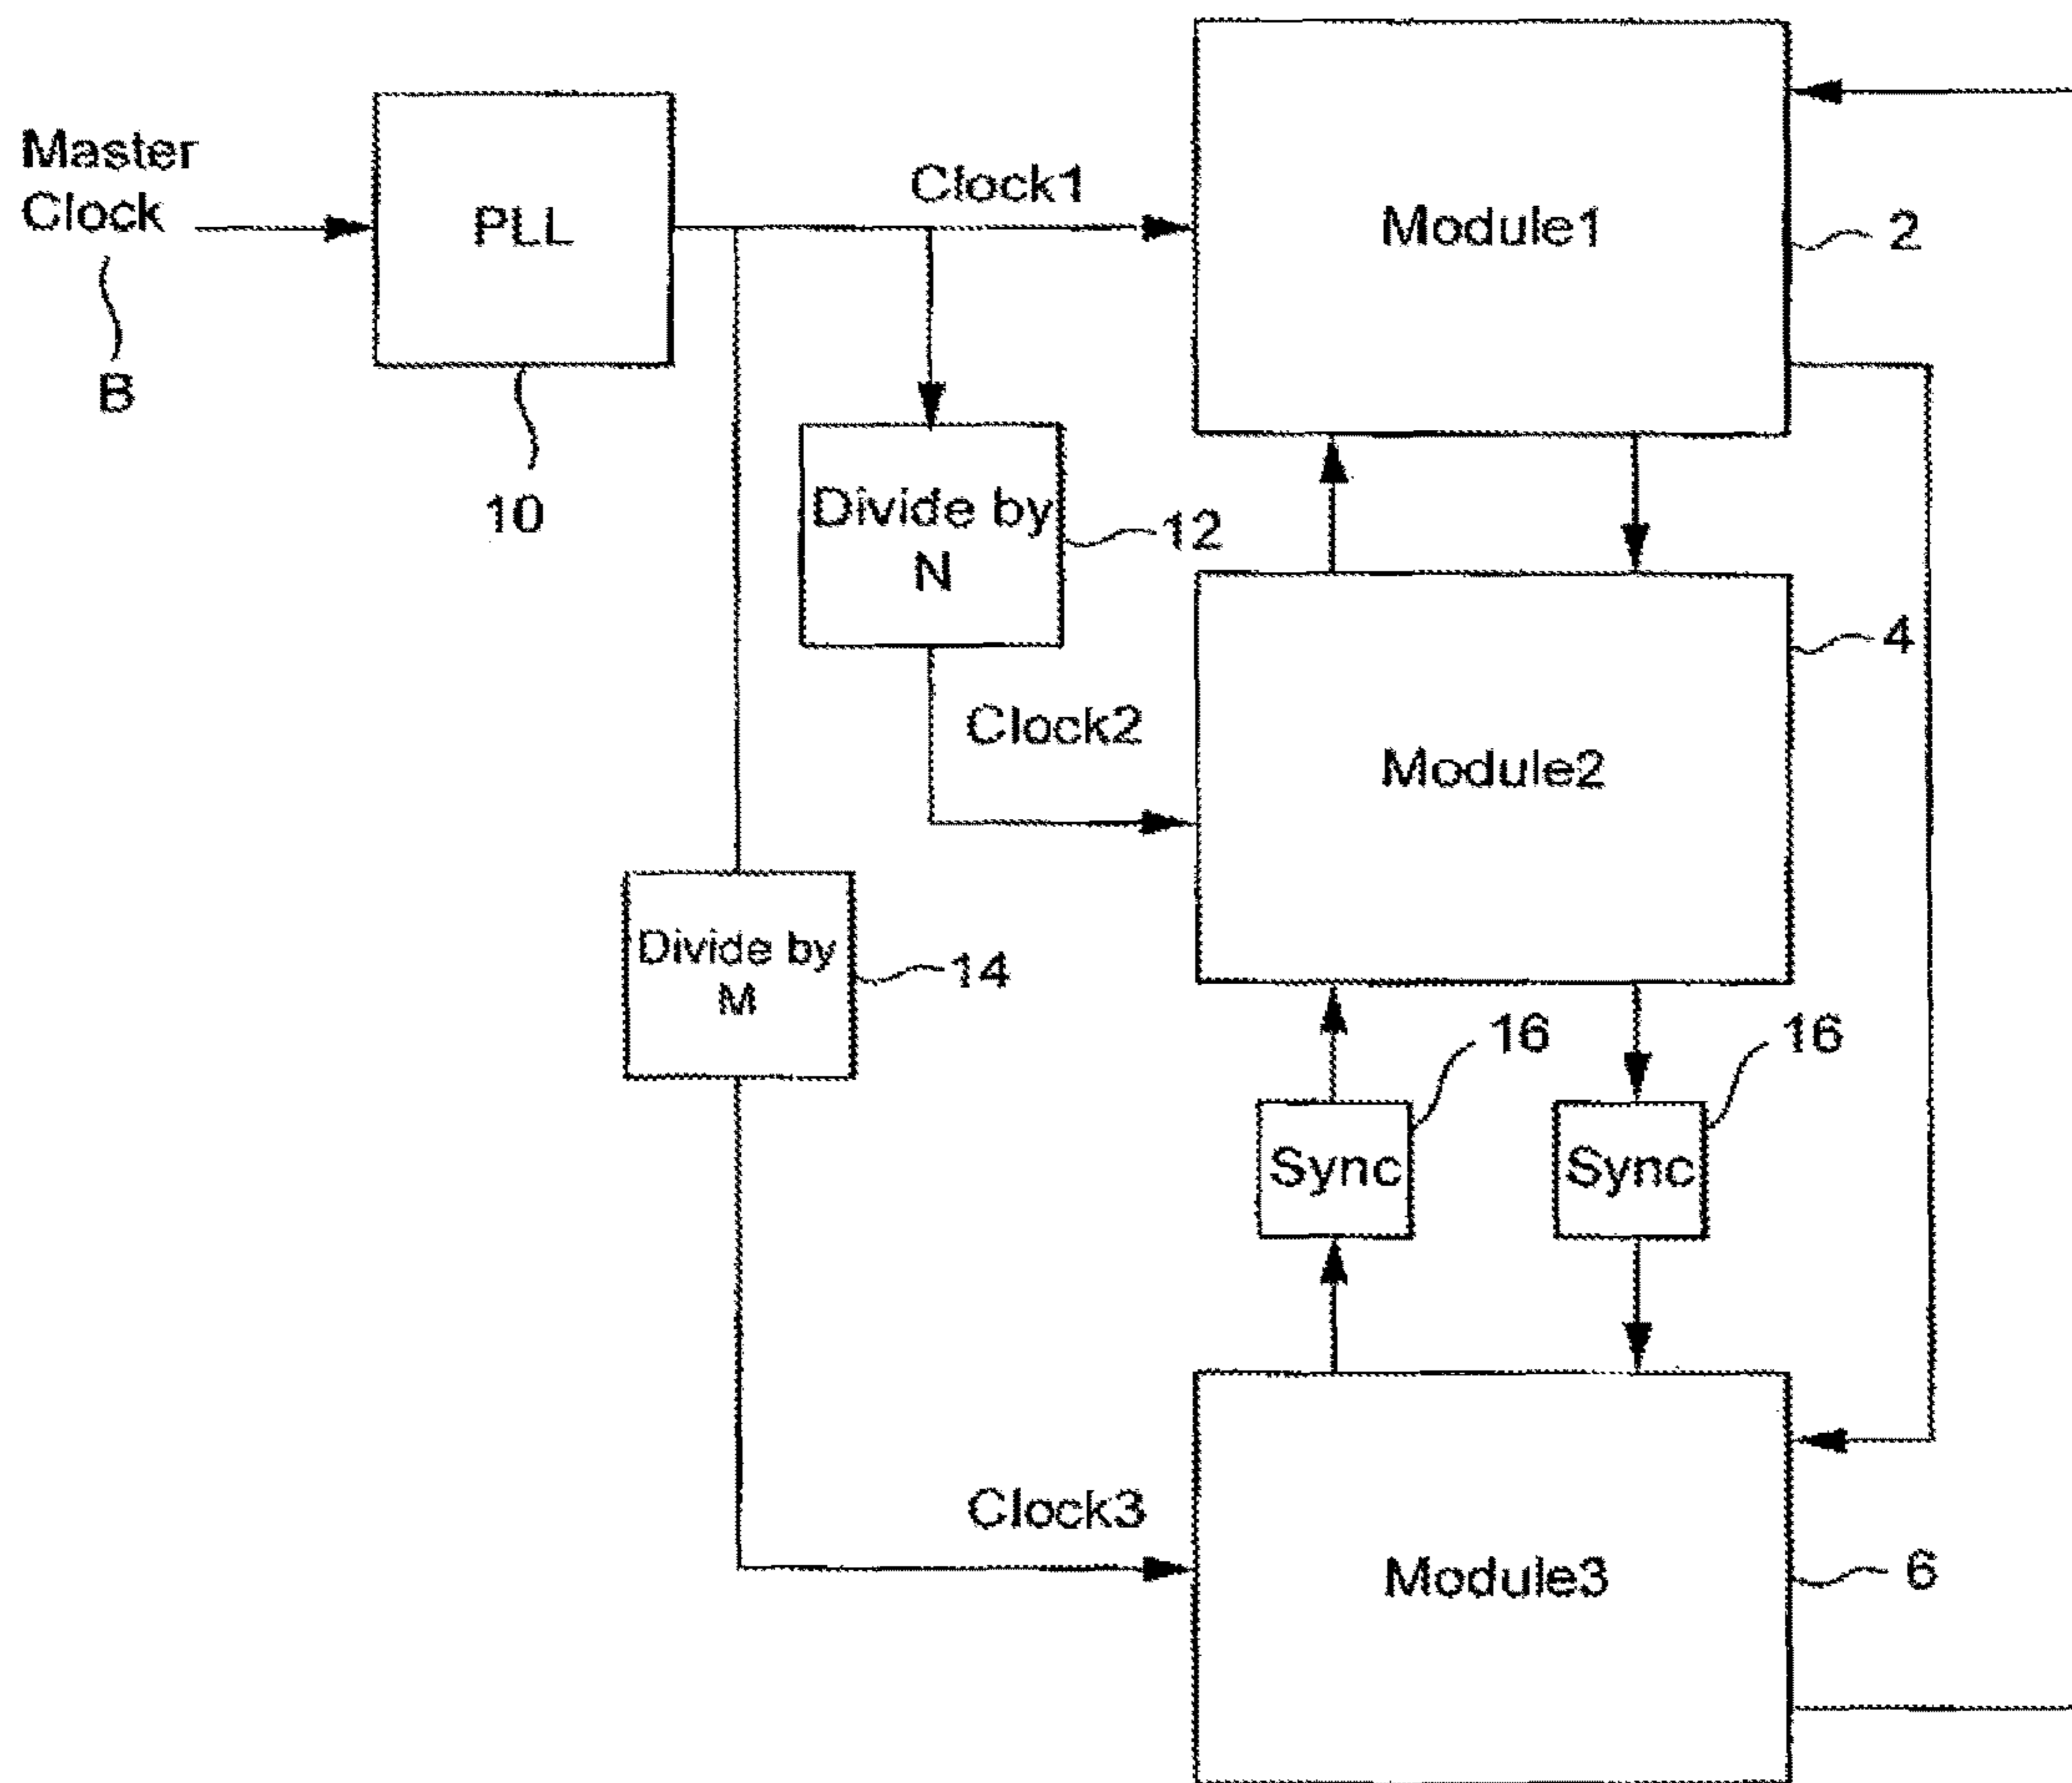 Master
Clock
B
PLL
10
Clock1
Module1
2
Divide by
N
12
Clock2
Module2
4
Divide by
M
14
Sync
16
Sync
16
Clock3
Module3
6